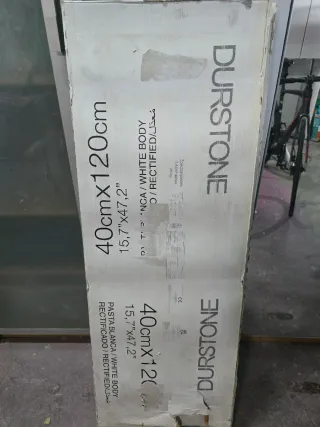 DURSTONE
40cmx120cm
15,7"x47,2"
WHITE BODY
RECTIFIED/
DURSTONE
40cmx12
15,7"x47,2"
PASTA BLANCA / WHITE BODY
RECTIFICADO / RECTIFIED/